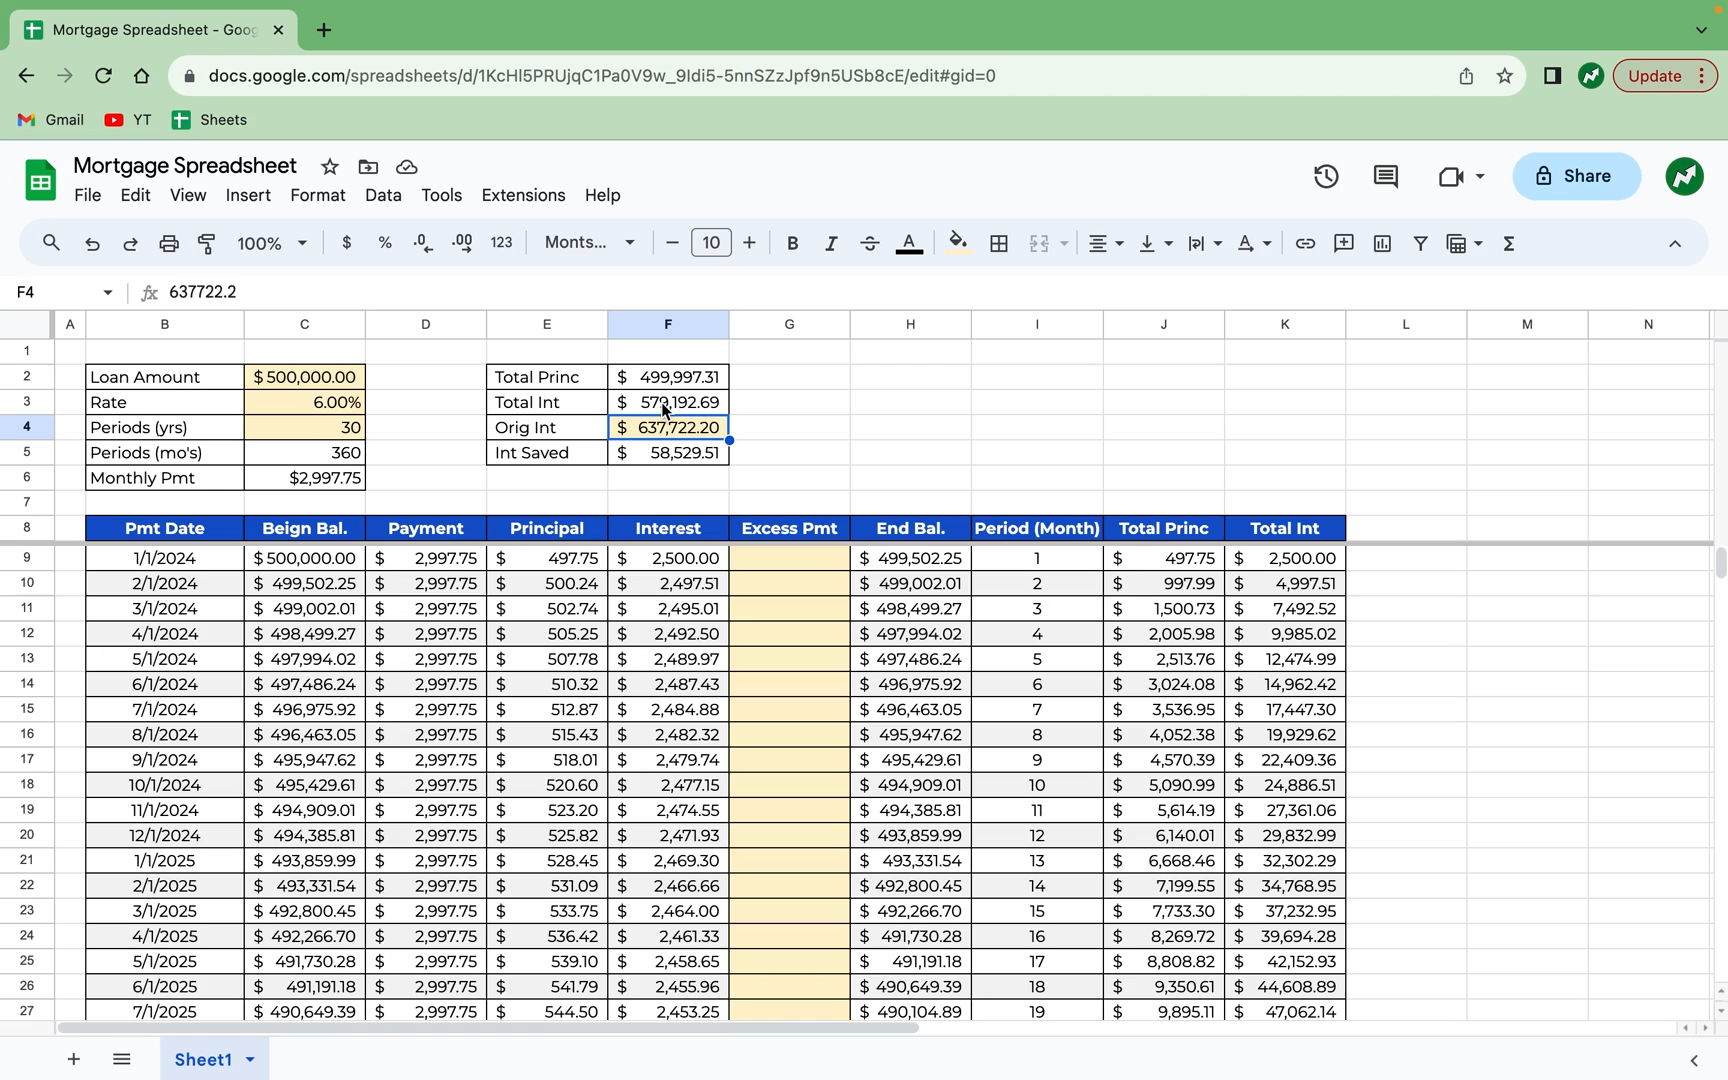 Mortgage Spreadsheet - Goog
docs.google.com/spreadsheets/d/1KcHl5PRUjqC1Pa0V9w_9Idi5-5nnSZzJpf9n5USb8cE/edit#gid=0
Update
Gmail YT Sheets
Mortgage Spreadsheet
File Edit View Insert Format Data Tools Extensions Help
Share
100% $ % .0 .00 123 Monts... 10 B I A Σ
F4 fx 637722.2
A B C D E F G H I J K L M N
1
2 Loan Amount $ 500,000.00 Total Princ $ 499,997.31
3 Rate 6.00% Total Int $ 579,192.69
4 Periods (yrs) 30 Orig Int $ 637,722.20
5 Periods (mo's) 360 Int Saved $ 58,529.51
6 Monthly Pmt $2,997.75
7
8 Pmt Date Beign Bal. Payment Principal Interest Excess Pmt End Bal. Period (Month) Total Princ Total Int
9 1/1/2024 $ 500,000.00 $ 2,997.75 $ 497.75 $ 2,500.00 $ 499,502.25 1 $ 497.75 $ 2,500.00
10 2/1/2024 $ 499,502.25 $ 2,997.75 $ 500.24 $ 2,497.51 $ 499,002.01 2 $ 997.99 $ 4,997.51
11 3/1/2024 $ 499,002.01 $ 2,997.75 $ 502.74 $ 2,495.01 $ 498,499.27 3 $ 1,500.73 $ 7,492.52
12 4/1/2024 $ 498,499.27 $ 2,997.75 $ 505.25 $ 2,492.50 $ 497,994.02 4 $ 2,005.98 $ 9,985.02
13 5/1/2024 $ 497,994.02 $ 2,997.75 $ 507.78 $ 2,489.97 $ 497,486.24 5 $ 2,513.76 $ 12,474.99
14 6/1/2024 $ 497,486.24 $ 2,997.75 $ 510.32 $ 2,487.43 $ 496,975.92 6 $ 3,024.08 $ 14,962.42
15 7/1/2024 $ 496,975.92 $ 2,997.75 $ 512.87 $ 2,484.88 $ 496,463.05 7 $ 3,536.95 $ 17,447.30
16 8/1/2024 $ 496,463.05 $ 2,997.75 $ 515.43 $ 2,482.32 $ 495,947.62 8 $ 4,052.38 $ 19,929.62
17 9/1/2024 $ 495,947.62 $ 2,997.75 $ 518.01 $ 2,479.74 $ 495,429.61 9 $ 4,570.39 $ 22,409.36
18 10/1/2024 $ 495,429.61 $ 2,997.75 $ 520.60 $ 2,477.15 $ 494,909.01 10 $ 5,090.99 $ 24,886.51
19 11/1/2024 $ 494,909.01 $ 2,997.75 $ 523.20 $ 2,474.55 $ 494,385.81 11 $ 5,614.19 $ 27,361.06
20 12/1/2024 $ 494,385.81 $ 2,997.75 $ 525.82 $ 2,471.93 $ 493,859.99 12 $ 6,140.01 $ 29,832.99
21 1/1/2025 $ 493,859.99 $ 2,997.75 $ 528.45 $ 2,469.30 $ 493,331.54 13 $ 6,668.46 $ 32,302.29
22 2/1/2025 $ 493,331.54 $ 2,997.75 $ 531.09 $ 2,466.66 $ 492,800.45 14 $ 7,199.55 $ 34,768.95
23 3/1/2025 $ 492,800.45 $ 2,997.75 $ 533.75 $ 2,464.00 $ 492,266.70 15 $ 7,733.30 $ 37,232.95
24 4/1/2025 $ 492,266.70 $ 2,997.75 $ 536.42 $ 2,461.33 $ 491,730.28 16 $ 8,269.72 $ 39,694.28
25 5/1/2025 $ 491,730.28 $ 2,997.75 $ 539.10 $ 2,458.65 $ 491,191.18 17 $ 8,808.82 $ 42,152.93
26 6/1/2025 $ 491,191.18 $ 2,997.75 $ 541.79 $ 2,455.96 $ 490,649.39 18 $ 9,350.61 $ 44,608.89
27 7/1/2025 $ 490,649.39 $ 2,997.75 $ 544.50 $ 2,453.25 $ 490,104.89 19 $ 9,895.11 $ 47,062.14
Sheet1